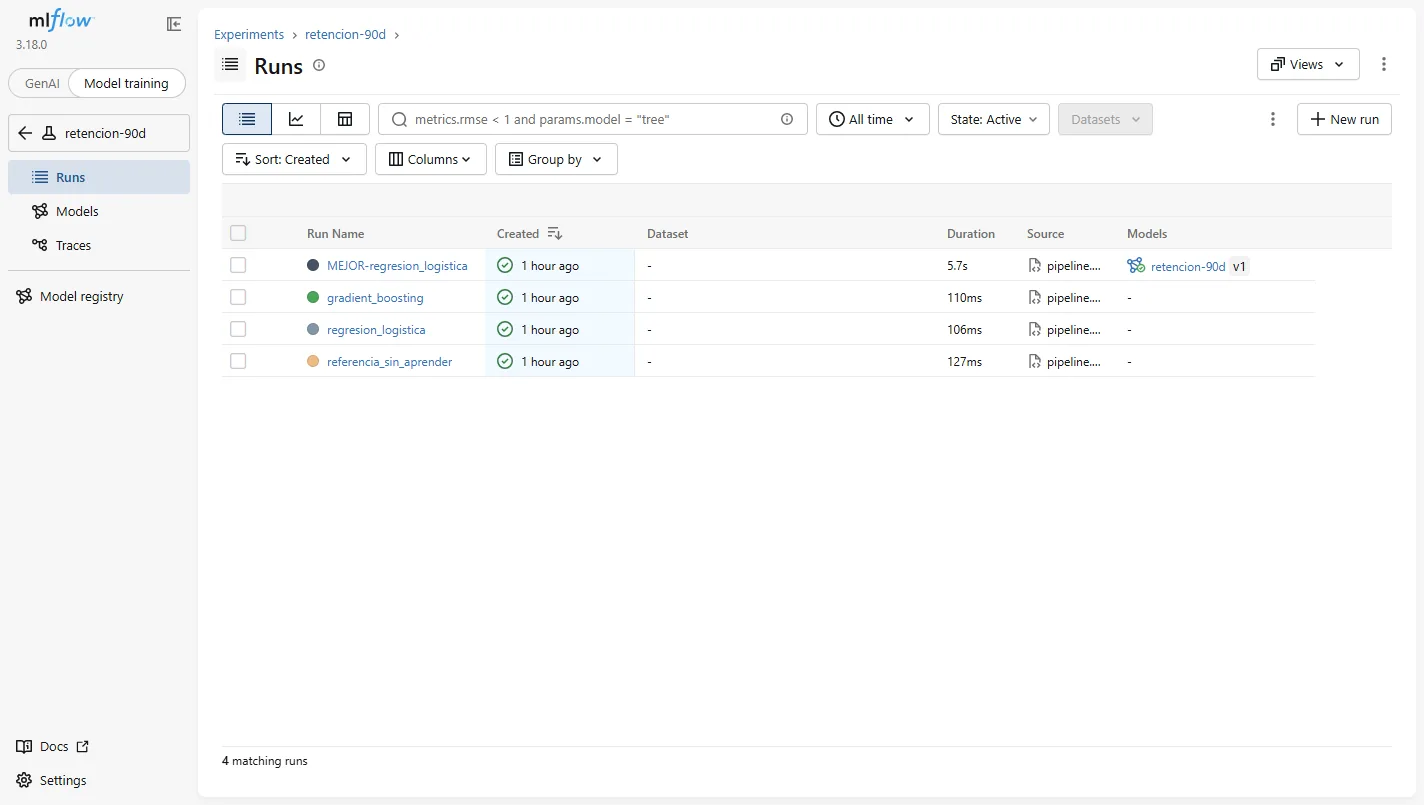 mlflow
3.18.0
GenAI Model training
retencion-90d
Runs
Models
Traces
Model registry
Docs
Settings
Experiments › retencion-90d ›
Runs
Views
metrics.rmse < 1 and params.model = "tree"
All time
State: Active
Datasets
New run
Sort: Created
Columns
Group by
Run Name Created Dataset Duration Source Models
MEJOR-regresion_logistica 1 hour ago - 5.7s pipeline.... retencion-90d v1
gradient_boosting 1 hour ago - 110ms pipeline.... -
regresion_logistica 1 hour ago - 106ms pipeline.... -
referencia_sin_aprender 1 hour ago - 127ms pipeline.... -
4 matching runs